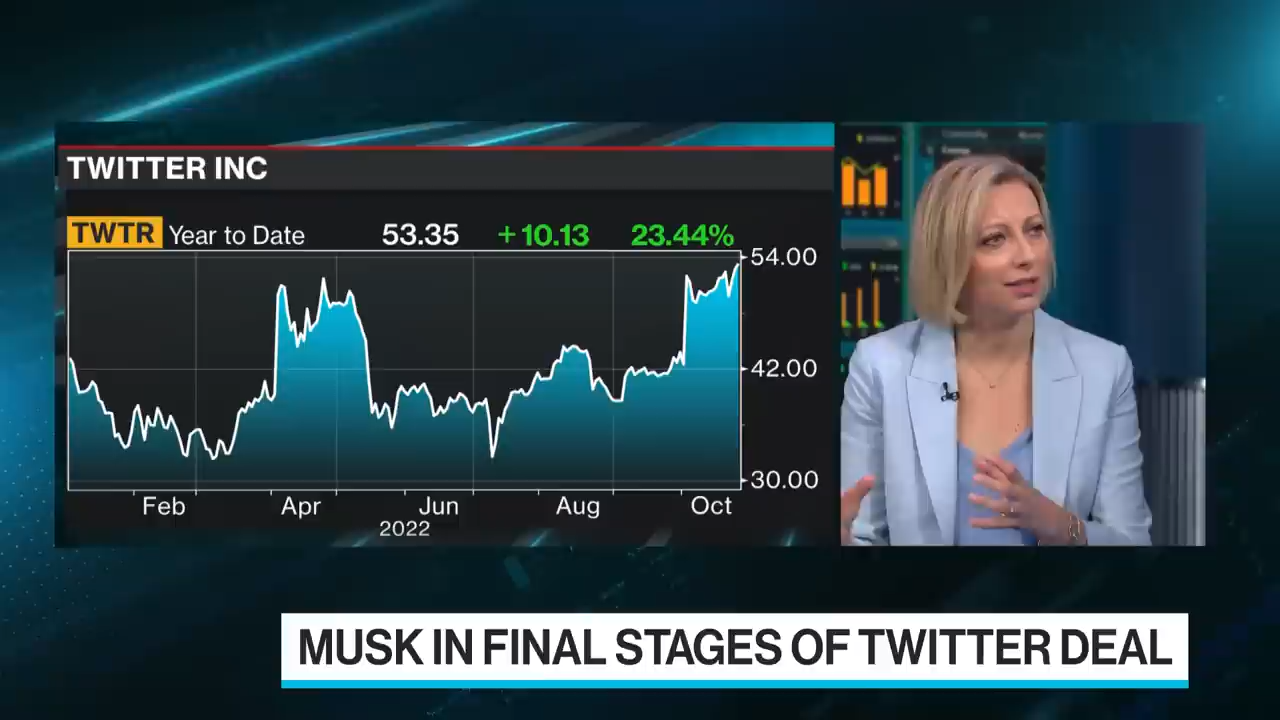 TWITTER INC
TWTR Year to Date 53.35 +10.13 23.44%
54.00
42.00
30.00
Feb Apr Jun Aug Oct
2022
MUSK IN FINAL STAGES OF TWITTER DEAL